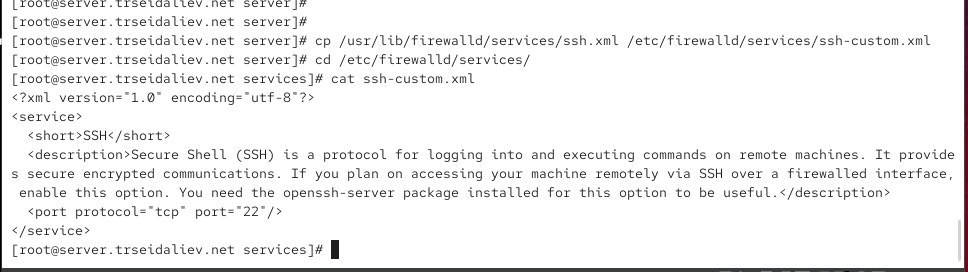 [root@server.trseidaliev.net server]#
[root@server.trseidaliev.net server]#
[root@server.trseidaliev.net server]# cp /usr/lib/firewalld/services/ssh.xml /etc/firewalld/services/ssh-custom.xml
[root@server.trseidaliev.net server]# cd /etc/firewalld/services/
[root@server.trseidaliev.net services]# cat ssh-custom.xml
<?xml version="1.0" encoding="utf-8"?>
<service>
  <short>SSH</short>
  <description>Secure Shell (SSH) is a protocol for logging into and executing commands on remote machines. It provide
s secure encrypted communications. If you plan on accessing your machine remotely via SSH over a firewalled interface,
 enable this option. You need the openssh-server package installed for this option to be useful.</description>
  <port protocol="tcp" port="22"/>
</service>
[root@server.trseidaliev.net services]#